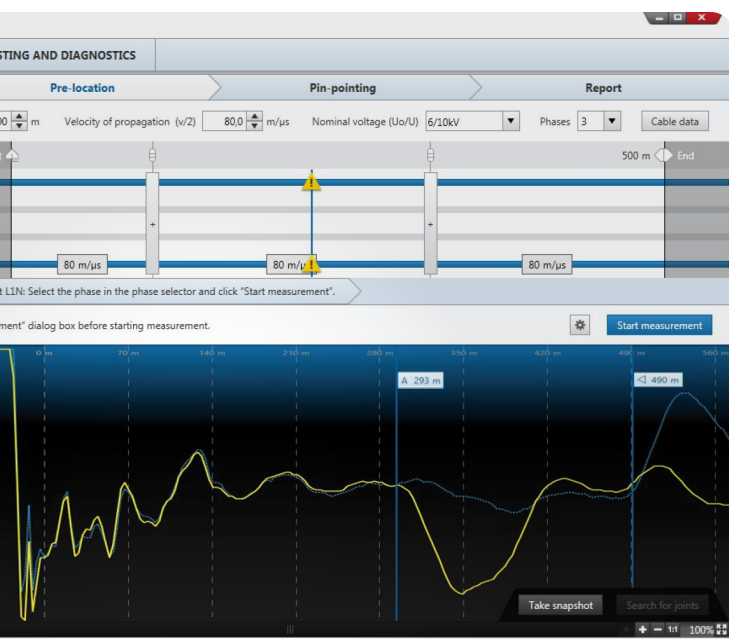 STING AND DIAGNOSTICS
Pre-location Pin-pointing Report
00 m Velocity of propagation (v/2) 80,0 m/µs Nominal voltage (Uo/U) 6/10kV Phases 3 Cable data
500 m End
+ +
80 m/µs 80 m/µ 80 m/µs
t L1N: Select the phase in the phase selector and click "Start measurement".
ment" dialog box before starting measurement. Start measurement
0 m 70 m 140 m 210 m 280 m 350 m 420 m 490 m 560 m
A 293 m 490 m
Take snapshot Search for joints
1:1 100%